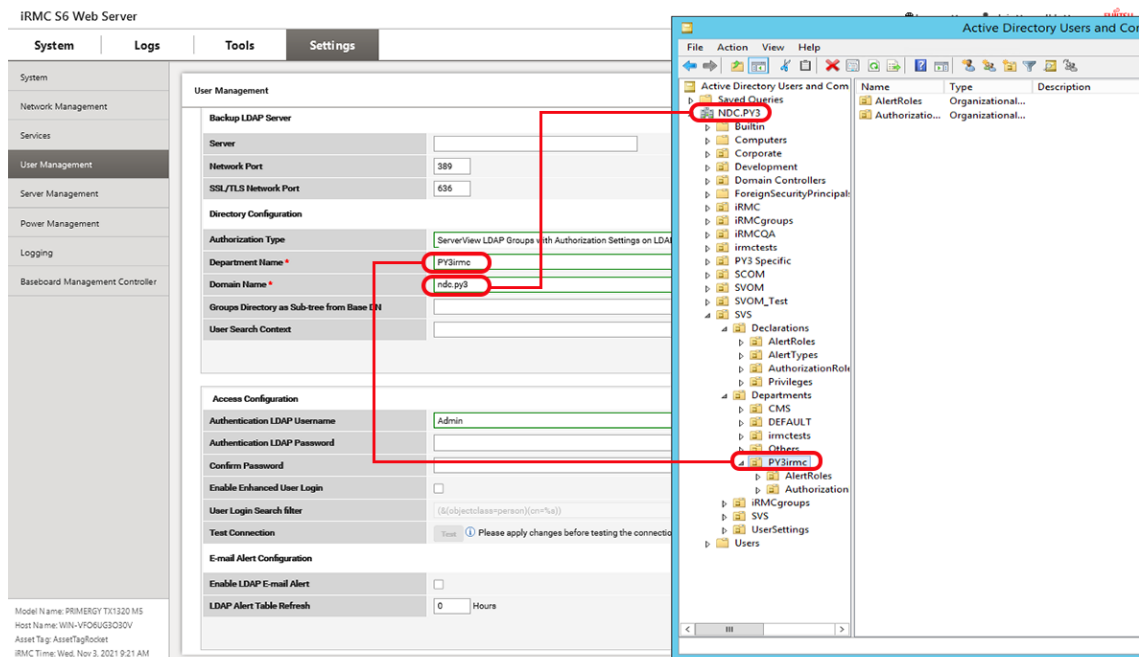 iRMC S6 Web Server
System
Logs
Tools
Settings
System
Network Management
Services
User Management
Server Management
Power Management
Logging
Baseboard Management Controller
Model Name: PRIMERGY TX1320 M5
Host Name: WIN-VFO6UG3O30V
Asset Tag: AssetTagRocket
iRMC Time: Wed, Nov 3, 2021 9:21 AM
User Management
Backup LDAP Server
Server
Network Port 389
SSL/TLS Network Port 636
Directory Configuration
Authorization Type ServerView LDAP Groups with Authorization Settings on LDA
Department Name * PY3irmc
Domain Name * ndc.py3
Groups Directory as Sub-tree from Base DN
User Search Context
Access Configuration
Authentication LDAP Username Admin
Authentication LDAP Password
Confirm Password
Enable Enhanced User Login
User Login Search filter (&(objectclass=person)(cn=%s))
Test Connection Test Please apply changes before testing the connectio
E-mail Alert Configuration
Enable LDAP E-mail Alert
LDAP Alert Table Refresh 0 Hours
Active Directory Users and Con
File Action View Help
Active Directory Users and Com
Saved Queries
NDC.PY3
Builtin
Computers
Corporate
Development
Domain Controllers
ForeignSecurityPrincipals
iRMC
iRMCgroups
iRMCQA
irmctests
PY3 Specific
SCOM
SVOM
SVOM_Test
SVS
Declarations
AlertRoles
AlertTypes
AuthorizationRole
Privileges
Departments
CMS
DEFAULT
irmctests
Others
PY3irmc
AlertRoles
Authorization
iRMCgroups
SVS
UserSettings
Users
Name Type Description
AlertRoles Organizational...
Authorizatio... Organizational...